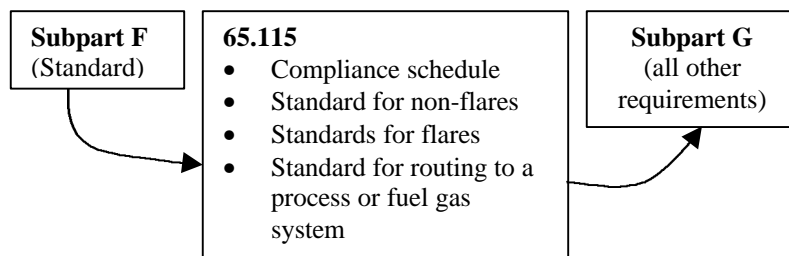 Subpart F
(Standard)
65.115
• Compliance schedule
• Standard for non-flares
• Standards for flares
• Standard for routing to a
process or fuel gas
system
Subpart G
(all other
requirements)